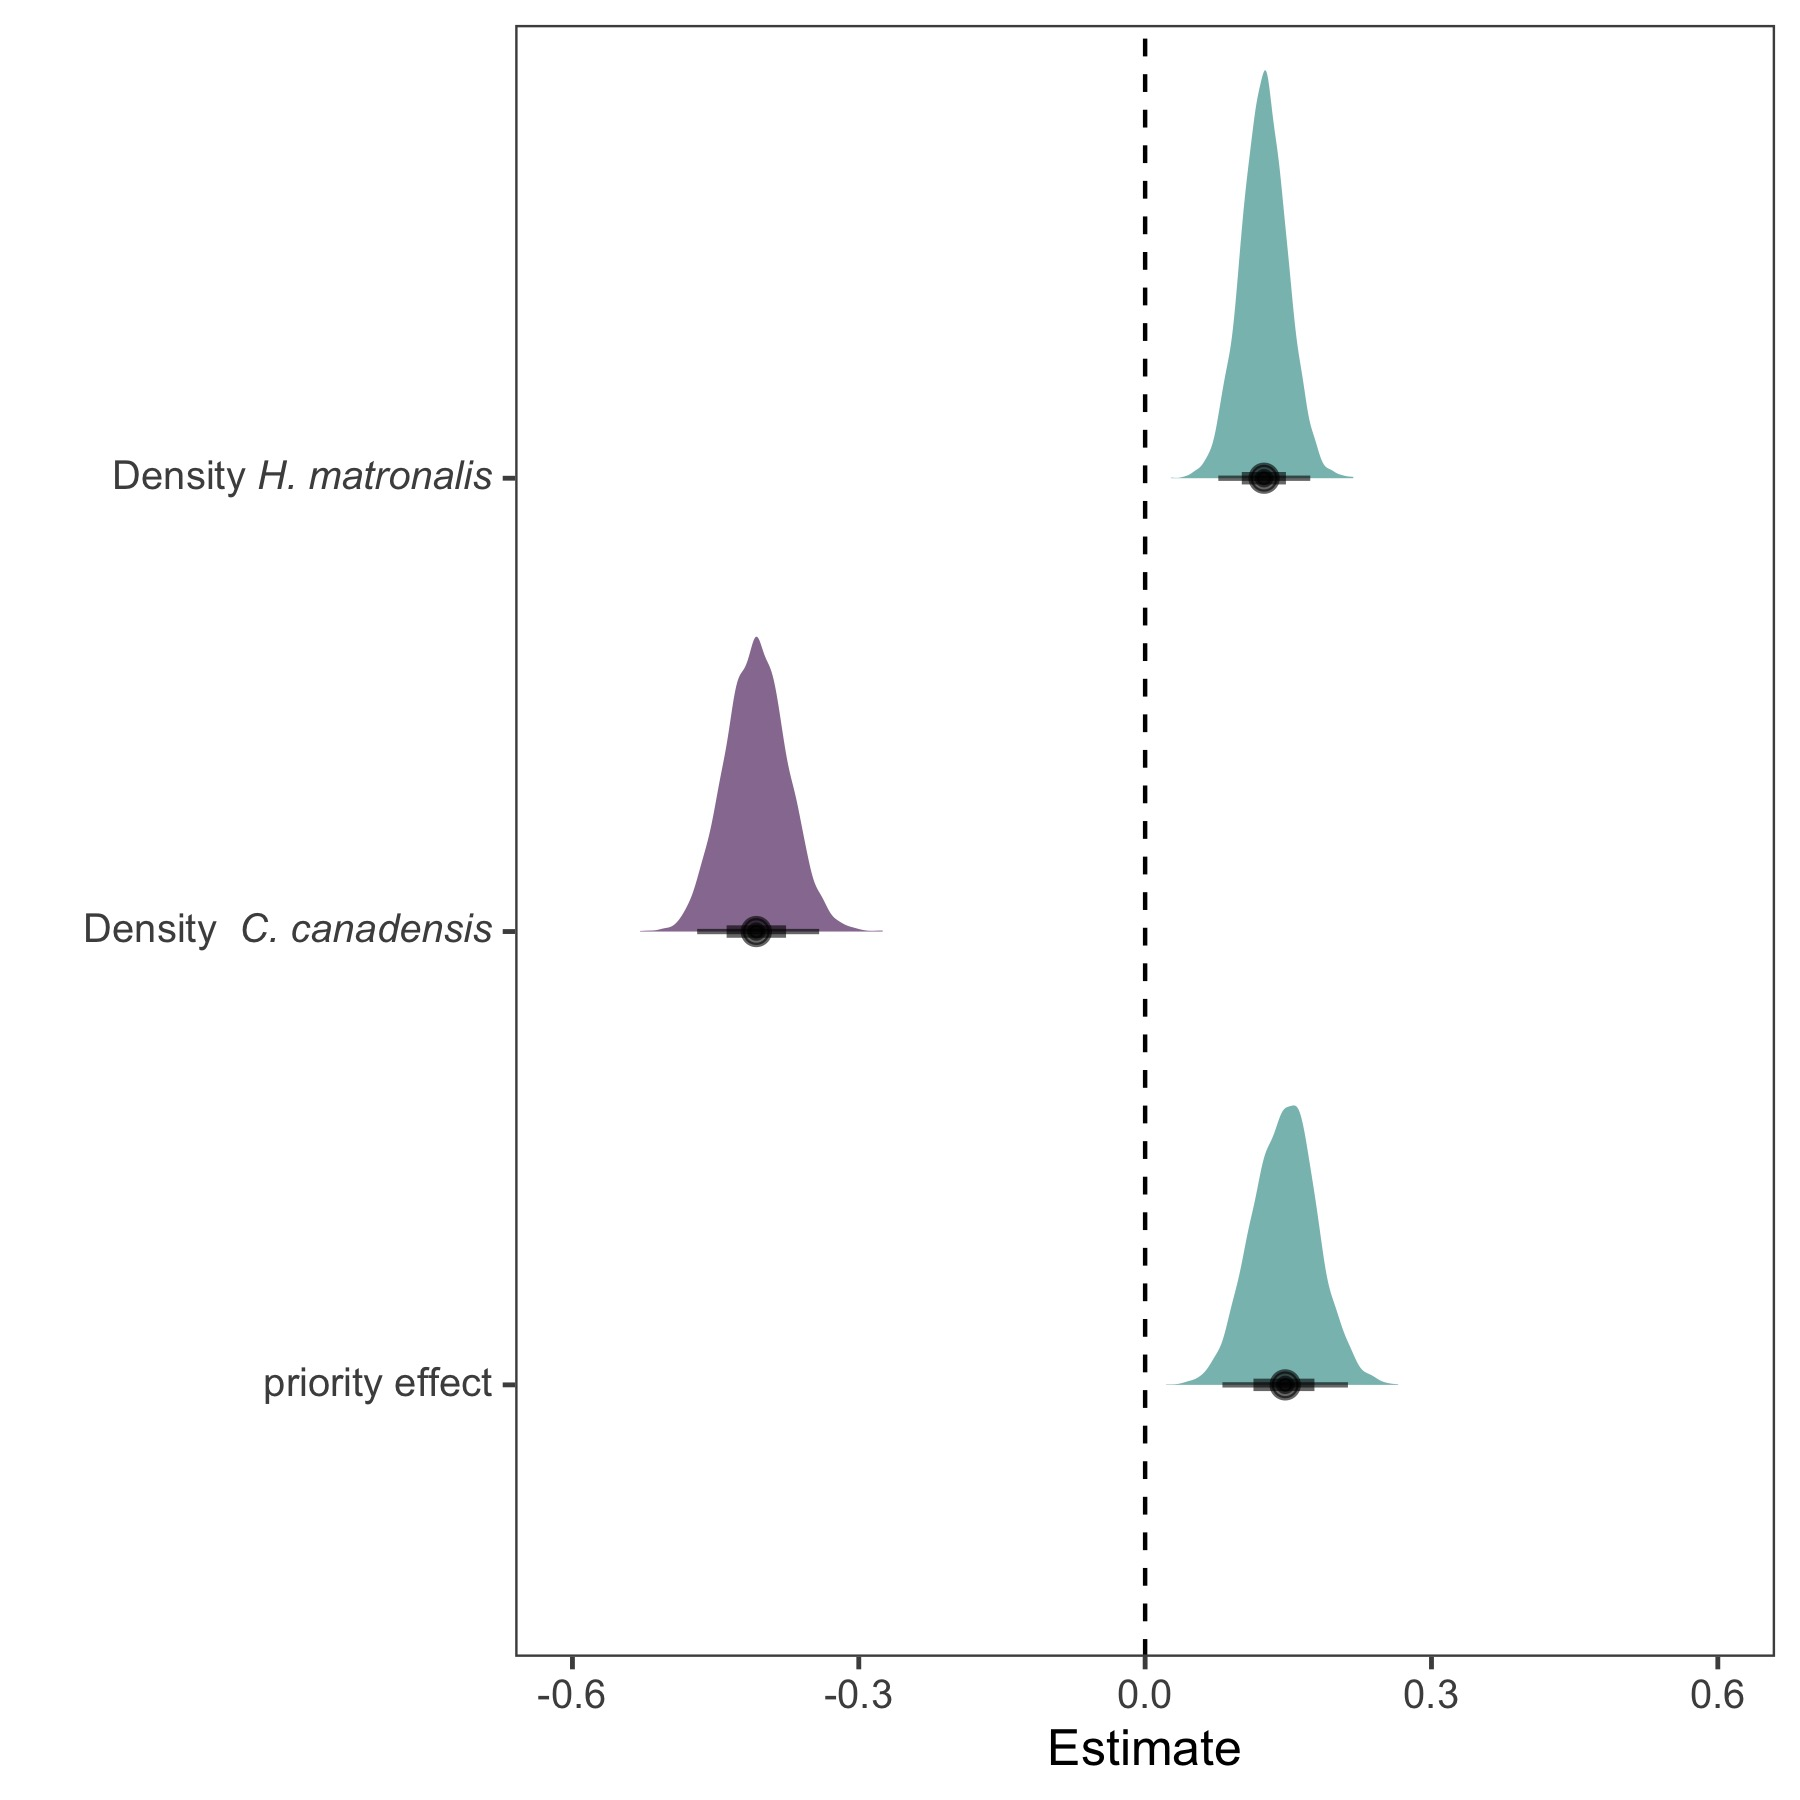 Density H. matronalis
Density  C. canadensis
priority effect
-0.6 -0.3 0.0 0.3 0.6
Estimate